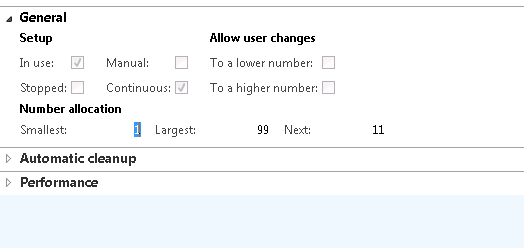 General
Setup Allow user changes
In use: Manual: To a lower number:
Stopped: Continuous: To a higher number:
Number allocation
Smallest: 1 Largest: 99 Next: 11
Automatic cleanup
Performance